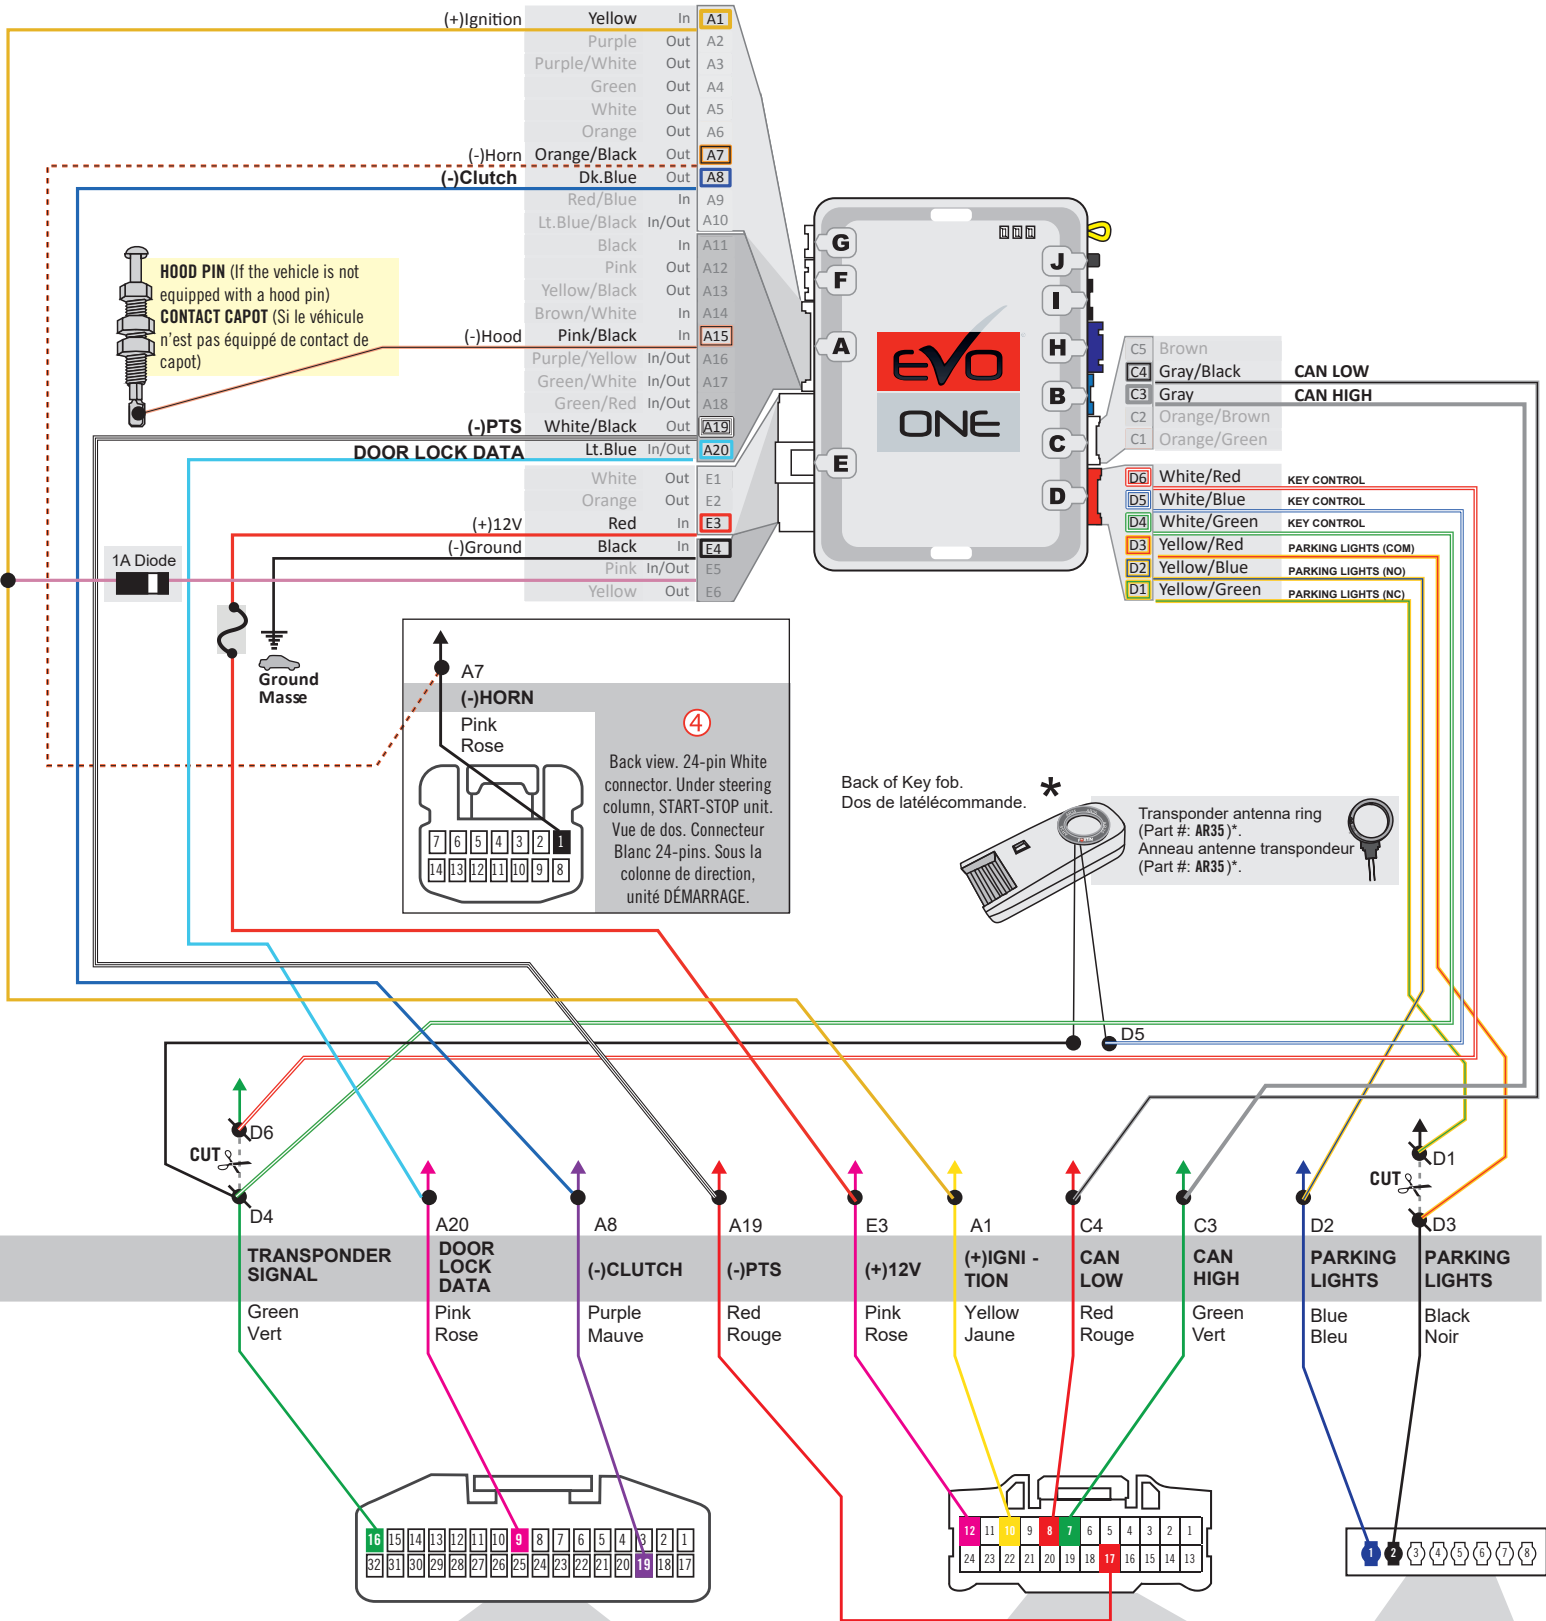 (+)Ignition Yellow In A1
Purple Out A2
Purple/White Out A3
Green Out A4
White Out A5
Orange Out A6
(-)Horn Orange/Black Out A7
(-)Clutch Dk.Blue Out A8
Red/Blue In A9
Lt.Blue/Black In/Out A10
Black In A11
Pink Out A12
Yellow/Black Out A13
Brown/White In A14
(-)Hood Pink/Black In A15
Purple/Yellow In/Out A16
Green/White In/Out A17
Green/Red In/Out A18
(-)PTS White/Black Out A19
DOOR LOCK DATA Lt.Blue In/Out A20
White Out E1
Orange Out E2
(+)12V Red In E3
(-)Ground Black In E4
Pink In/Out E5
Yellow Out E6
HOOD PIN (If the vehicle is not
equipped with a hood pin)
CONTACT CAPOT (Si le véhicule
n'est pas équippé de contact de
capot)
1A Diode
Ground
Masse
G
F
A
E
J
I
H
B
C
D
EVO
ONE
C5 Brown
C4 Gray/Black CAN LOW
C3 Gray CAN HIGH
C2 Orange/Brown
C1 Orange/Green
D6 White/Red KEY CONTROL
D5 White/Blue KEY CONTROL
D4 White/Green KEY CONTROL
D3 Yellow/Red PARKING LIGHTS (COM)
D2 Yellow/Blue PARKING LIGHTS (NO)
D1 Yellow/Green PARKING LIGHTS (NC)
A7
(-)HORN
Pink
Rose
7 6 5 4 3 2 1
14 13 12 11 10 9 8
4
Back view. 24-pin White
connector. Under steering
column, START-STOP unit.
Vue de dos. Connecteur
Blanc 24-pins. Sous la
colonne de direction,
unité DÉMARRAGE.
Back of Key fob.
Dos de latélécommande.
*
Transponder antenna ring
(Part #: AR35)*.
Anneau antenne transpondeur
(Part #: AR35)*.
D5
D6
CUT
D4
D1
CUT
D3
A20
A8
A19
E3
A1
C4
C3
D2
TRANSPONDER
SIGNAL
DOOR
LOCK
DATA
(-)CLUTCH
(-)PTS
(+)12V
(+)IGNI -
TION
CAN
LOW
CAN
HIGH
PARKING
LIGHTS
PARKING
LIGHTS
Green
Vert
Pink
Rose
Purple
Mauve
Red
Rouge
Pink
Rose
Yellow
Jaune
Red
Rouge
Green
Vert
Blue
Bleu
Black
Noir
16 15 14 13 12 11 10 9 8 7 6 5 4 3 2 1
32 31 30 29 28 27 26 25 24 23 22 21 20 19 18 17
12 11 10 9 8 7 6 5 4 3 2 1
24 23 22 21 20 19 18 17 16 15 14 13
1 2 3 4 5 6 7 8